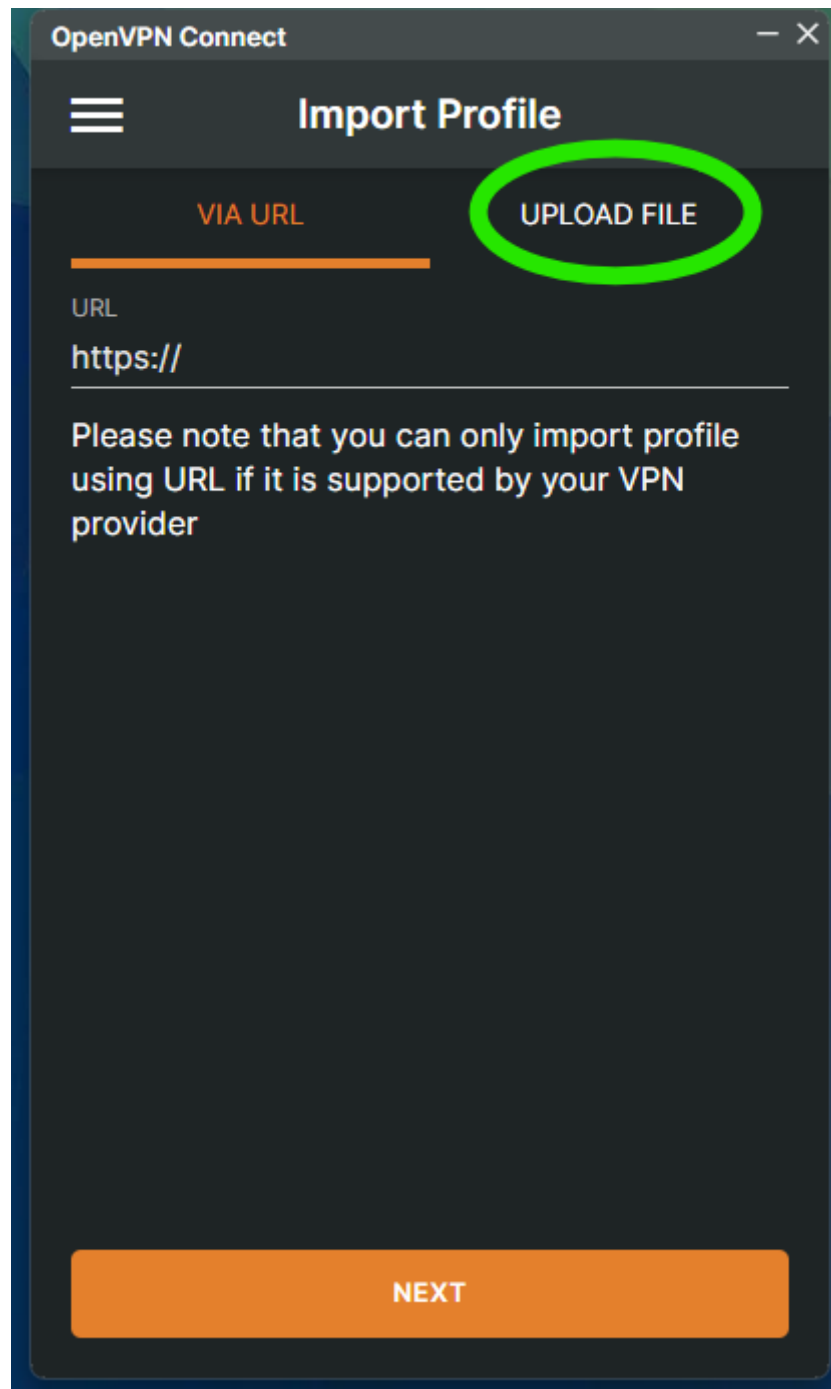 OpenVPN Connect
Import Profile
VIA URL
UPLOAD FILE
URL
https://
Please note that you can only import profile
using URL if it is supported by your VPN
provider
NEXT